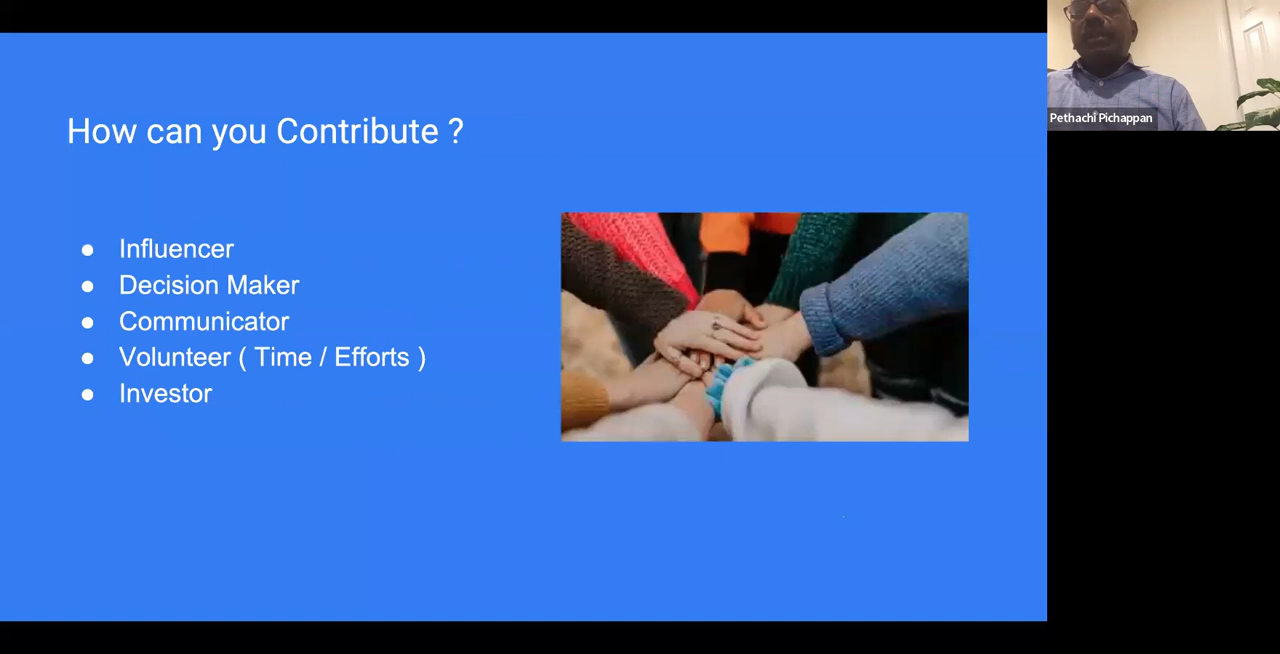 How can you Contribute ?
● Influencer
● Decision Maker
● Communicator
● Volunteer ( Time / Efforts )
● Investor
Pethachi Pichappan